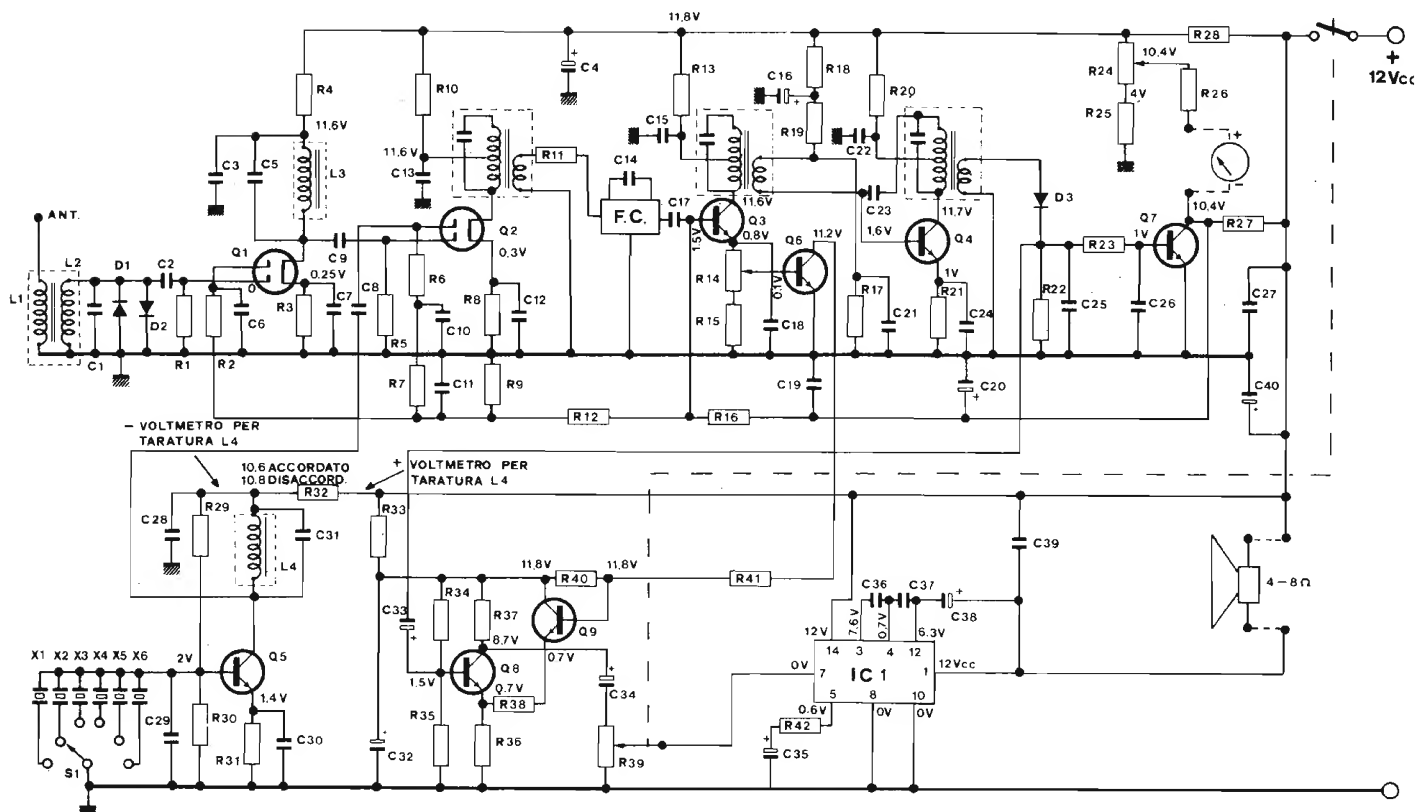 11,8V
R28
+
12Vcc
R4
R10
+
C4
R13
C16
+
R18
R20
R24
10,4V
4V
R25
R26
+
-
11,6V
C3
C5
L3
11,6V
C13
R11
C14
F.C.
C17
C15
R19
C22
C23
D3
ANT.
L2
L1
D1
C2
D2
C1
R1
R2
Q1
0
C6
0.25V
R3
C7
C9
C8
R5
R6
Q2
0.3V
C10
R8
C12
R7
C11
R9
11.6V
Q3
0.8V
1.5V
R14
R15
Q6
11.2V
0.1V
C18
C19
R17
C21
1,6V
11,7V
Q4
1V
R21
C24
C20
+
R22
C25
R23
1V
C26
Q7
10,4V
R27
C27
C40
+
R12
R16
- VOLTMETRO PER
TARATURA L4
10.6 ACCORDATO
10.8 DISACCORD.
+ VOLTMETRO PER
TARATURA L4
R32
R29
C28
L4
C31
R33
C33
+
R34
R37
11,8V
R40
11,8V
R41
Q9
C39
C36
C37
+
C38
4-8Ω
X1
X2
X3
X4
X5
X6
2V
Q5
1.4V
C29
R30
R31
C30
S1
+
C32
1.5V
8.7V
Q8
0.7V
0.7V
R38
R35
R36
+
C34
R39
12V
7,6V
0,7V
6.3V
14
3
4
12
0V
7
IC1
1
12Vcc
5
8
10
0.6V
0V
0V
R42
+
C35